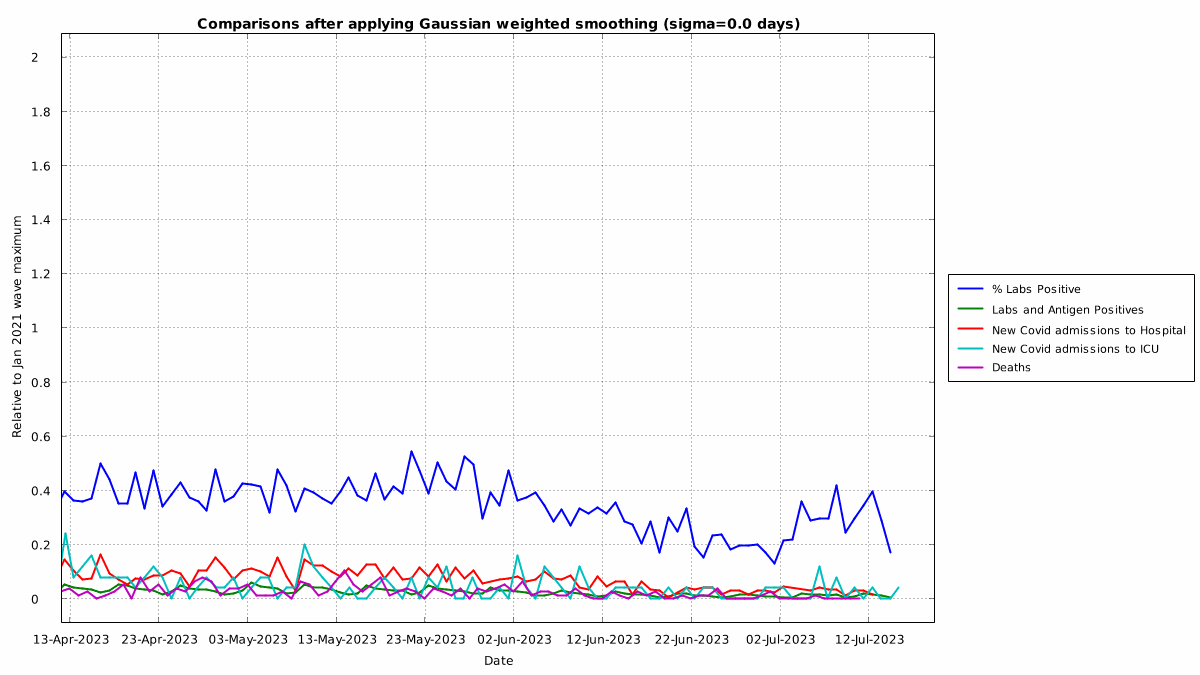 Comparisons after applying Gaussian weighted smoothing (sigma=0.0 days)
2
1.8
1.6
1.4
1.2
1
0.8
0.6
0.4
0.2
0
Relative to Jan 2021 wave maximum
13-Apr-2023 23-Apr-2023 03-May-2023 13-May-2023 23-May-2023 02-Jun-2023 12-Jun-2023 22-Jun-2023 02-Jul-2023 12-Jul-2023
Date
% Labs Positive
Labs and Antigen Positives
New Covid admissions to Hospital
New Covid admissions to ICU
Deaths